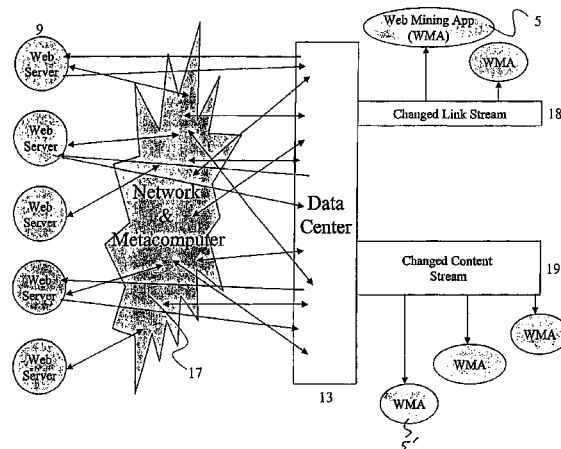 9
Web
Server
Web
Server
Web
Server
Web
Server
Web
Server
Network
&
Metacomputer
17
Data
Center
13
Web Mining App
(WMA)
5
WMA
Changed Link Stream
18
Changed Content
Stream
19
WMA
WMA
WMA
5'